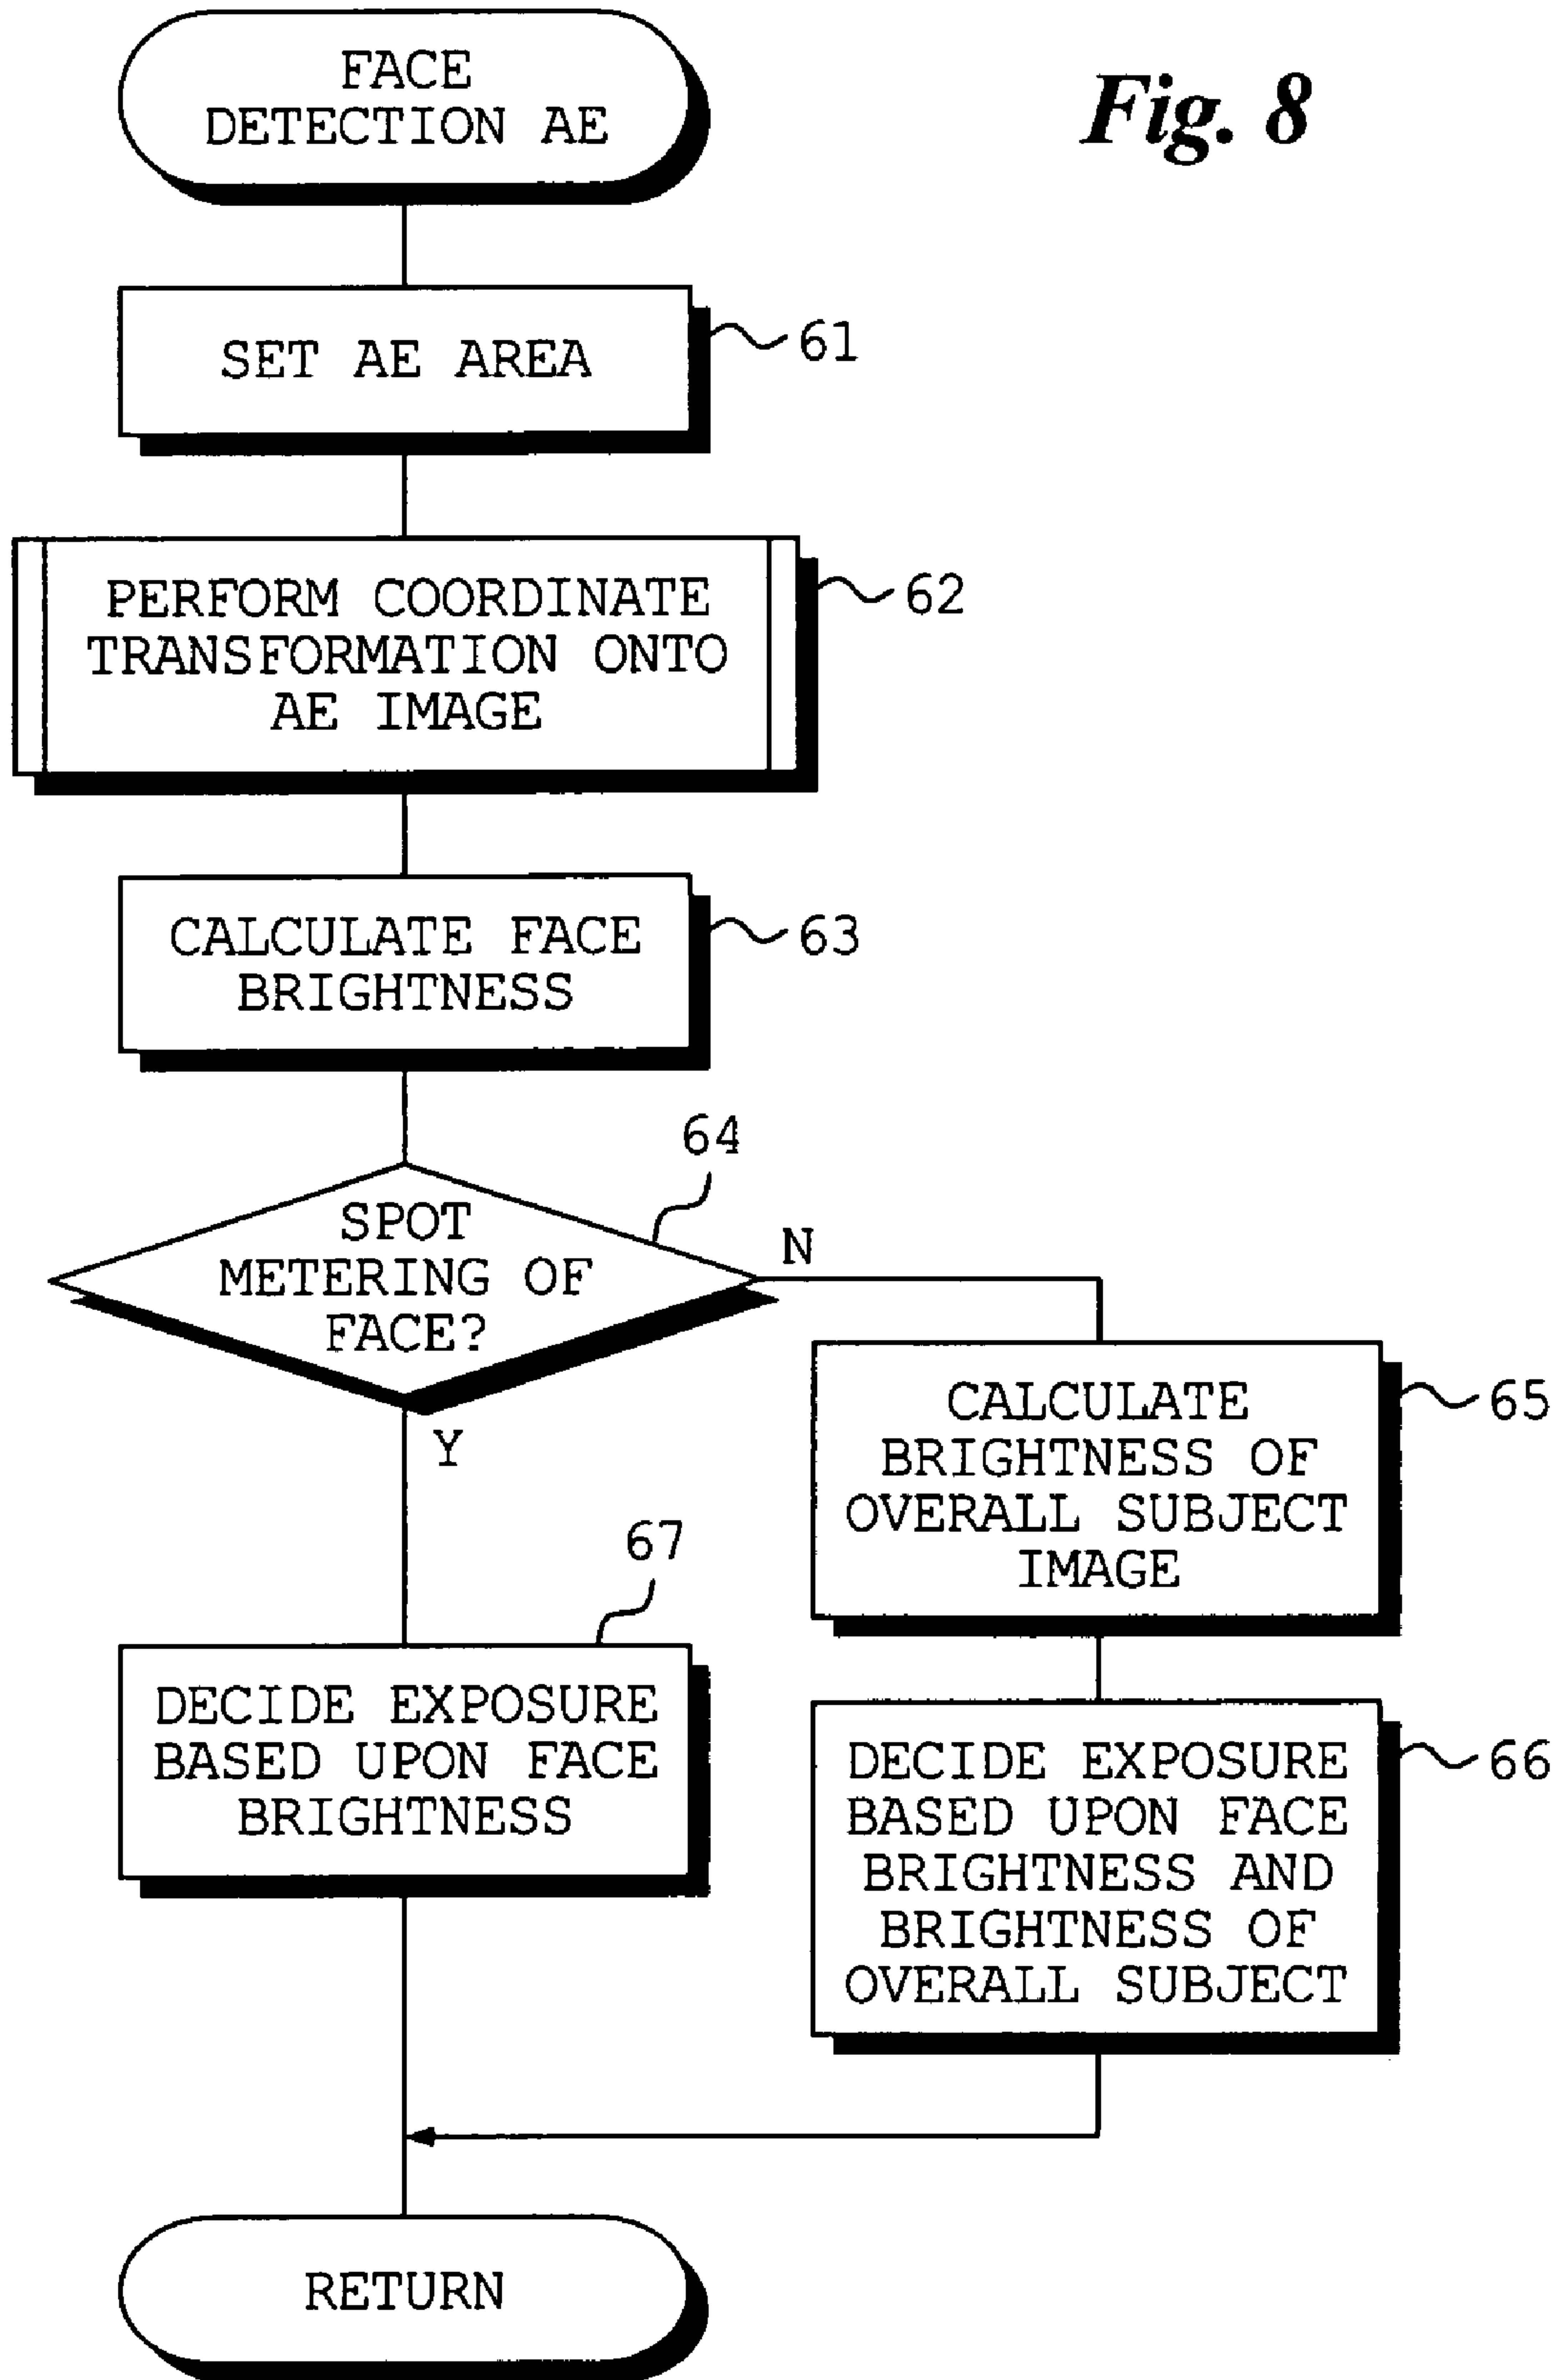 Fig. 8
FACE
DETECTION AE
SET AE AREA
61
PERFORM COORDINATE
TRANSFORMATION ONTO
AE IMAGE
62
CALCULATE FACE
BRIGHTNESS
63
64
SPOT
METERING OF
FACE?
N
Y
CALCULATE
BRIGHTNESS OF
OVERALL SUBJECT
IMAGE
65
67
DECIDE EXPOSURE
BASED UPON FACE
BRIGHTNESS
DECIDE EXPOSURE
BASED UPON FACE
BRIGHTNESS AND
BRIGHTNESS OF
OVERALL SUBJECT
66
RETURN